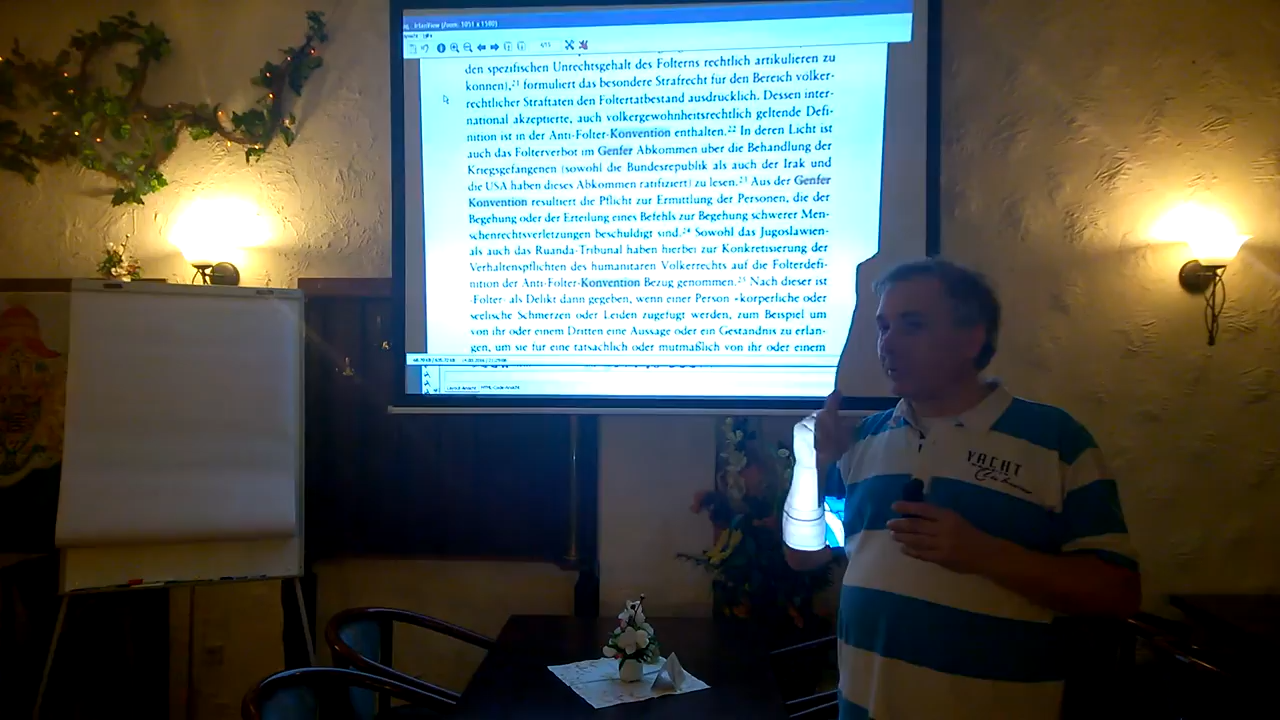 IrfanView (Zoom: 1051 x 1580)
den spezifischen Unrechtsgehalt des Folterns rechtlich artikulieren zu
können),²¹ formuliert das besondere Strafrecht für den Bereich völker-
rechtlicher Straftaten den Foltertatbestand ausdrücklich. Dessen inter-
national akzeptierte, auch völkergewohnheitsrechtlich geltende Defi-
nition ist in der Anti-Folter-Konvention enthalten.²² In deren Licht ist
auch das Folterverbot im Genfer Abkommen über die Behandlung der
Kriegsgefangenen (sowohl die Bundesrepublik als auch der Irak und
die USA haben dieses Abkommen ratifiziert) zu lesen.²³ Aus der Genfer
Konvention resultiert die Pflicht zur Ermittlung der Personen, die der
Begehung oder der Erteilung eines Befehls zur Begehung schwerer Men-
schenrechtsverletzungen beschuldigt sind.²⁴ Sowohl das Jugoslawien-
als auch das Ruanda-Tribunal haben hierbei zur Konkretisierung der
Verhaltenspflichten des humanitären Völkerrechts auf die Folterdefi-
nition der Anti-Folter-Konvention Bezug genommen.²⁵ Nach dieser ist
›Folter‹ als Delikt dann gegeben, wenn einer Person »körperliche oder
seelische Schmerzen oder Leiden zugefügt werden, zum Beispiel um
von ihr oder einem Dritten eine Aussage oder ein Geständnis zu erlan-
gen, um sie für eine tatsächlich oder mutmaßlich von ihr oder einem
YACHT